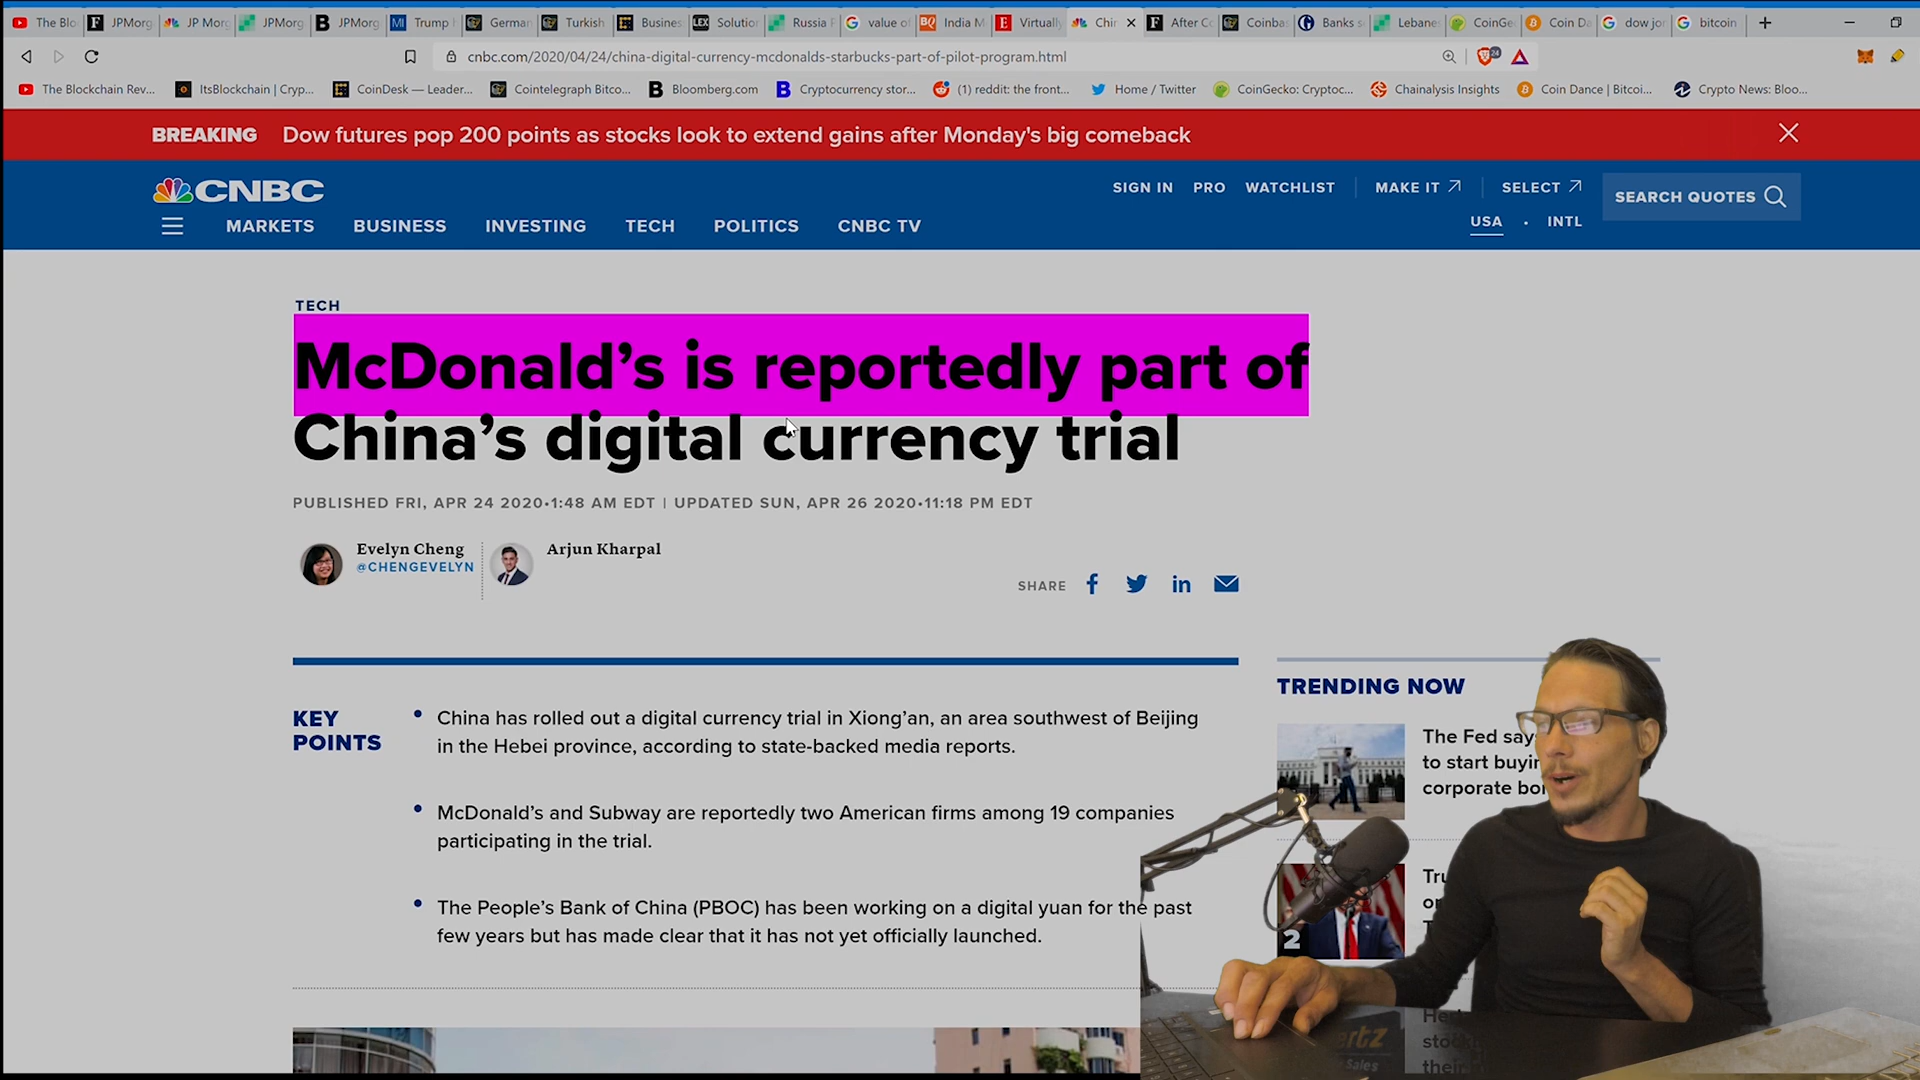 The Blo
JPMorg
JP Morg
JPMorg
JPMorg
Trump
German
Turkish
Busines
Solutio
Russia P
value of
India M
Virtually
Chin
After Co
Coinbas
Banks s
Lebanes
CoinGe
Coin Da
dow jor
bitcoin
cnbc.com/2020/04/24/china-digital-currency-mcdonalds-starbucks-part-of-pilot-program.html
24
The Blockchain Rev...
ItsBlockchain | Cryp...
CoinDesk — Leader...
Cointelegraph Bitco...
Bloomberg.com
Cryptocurrency stor...
(1) reddit: the front...
Home / Twitter
CoinGecko: Cryptoc...
Chainalysis Insights
Coin Dance | Bitcoi...
Crypto News: Bloo...
BREAKING Dow futures pop 200 points as stocks look to extend gains after Monday's big comeback
CNBC
SIGN IN PRO WATCHLIST MAKE IT SELECT
SEARCH QUOTES
USA • INTL
MARKETS BUSINESS INVESTING TECH POLITICS CNBC TV
TECH
McDonald’s is reportedly part of
China’s digital currency trial
PUBLISHED FRI, APR 24 2020•1:48 AM EDT | UPDATED SUN, APR 26 2020•11:18 PM EDT
Evelyn Cheng
@CHENGEVELYN
Arjun Kharpal
SHARE
KEY
POINTS
China has rolled out a digital currency trial in Xiong’an, an area southwest of Beijing
in the Hebei province, according to state-backed media reports.
McDonald’s and Subway are reportedly two American firms among 19 companies
participating in the trial.
The People’s Bank of China (PBOC) has been working on a digital yuan for the past
few years but has made clear that it has not yet officially launched.
TRENDING NOW
The Fed say
to start buyin
corporate bo
2
Tru